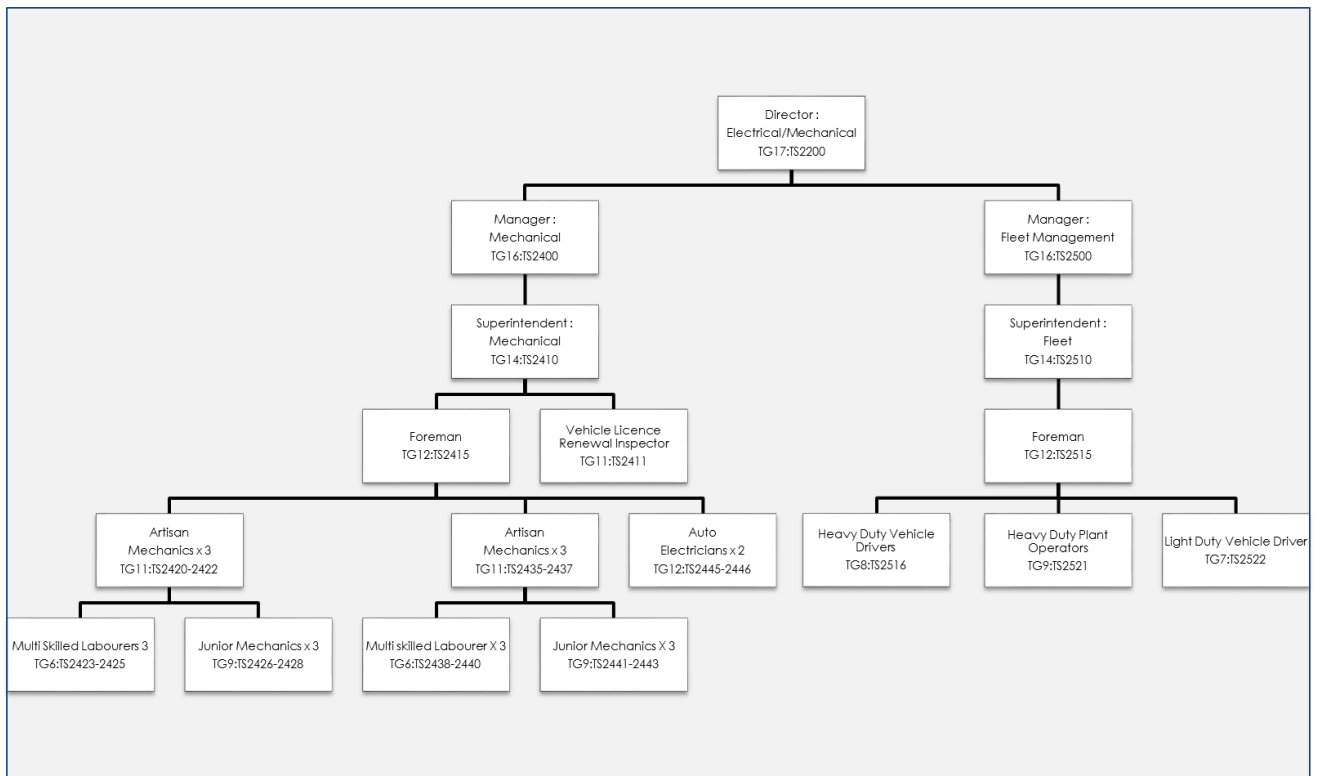 Director :
Electrical/Mechanical
TG17:TS2200
Manager :
Mechanical
TG16:TS2400
Manager :
Fleet Management
TG16:TS2500
Superintendent :
Mechanical
TG14:TS2410
Superintendent :
Fleet
TG14:TS2510
Foreman
TG12:TS2415
Vehicle Licence
Renewal Inspector
TG11:TS2411
Foreman
TG12:TS2515
Artisan
Mechanics x 3
TG11:TS2420-2422
Artisan
Mechanics x 3
TG11:TS2435-2437
Auto
Electricians x 2
TG12:TS2445-2446
Heavy Duty Vehicle
Drivers
TG8:TS2516
Heavy Duty Plant
Operators
TG9:TS2521
Light Duty Vehicle Driver
TG7:TS2522
Multi Skilled Labourers 3
TG6:TS2423-2425
Junior Mechanics x 3
TG9:TS2426-2428
Multi skilled Labourer X 3
TG6:TS2438-2440
Junior Mechanics X 3
TG9:TS2441-2443